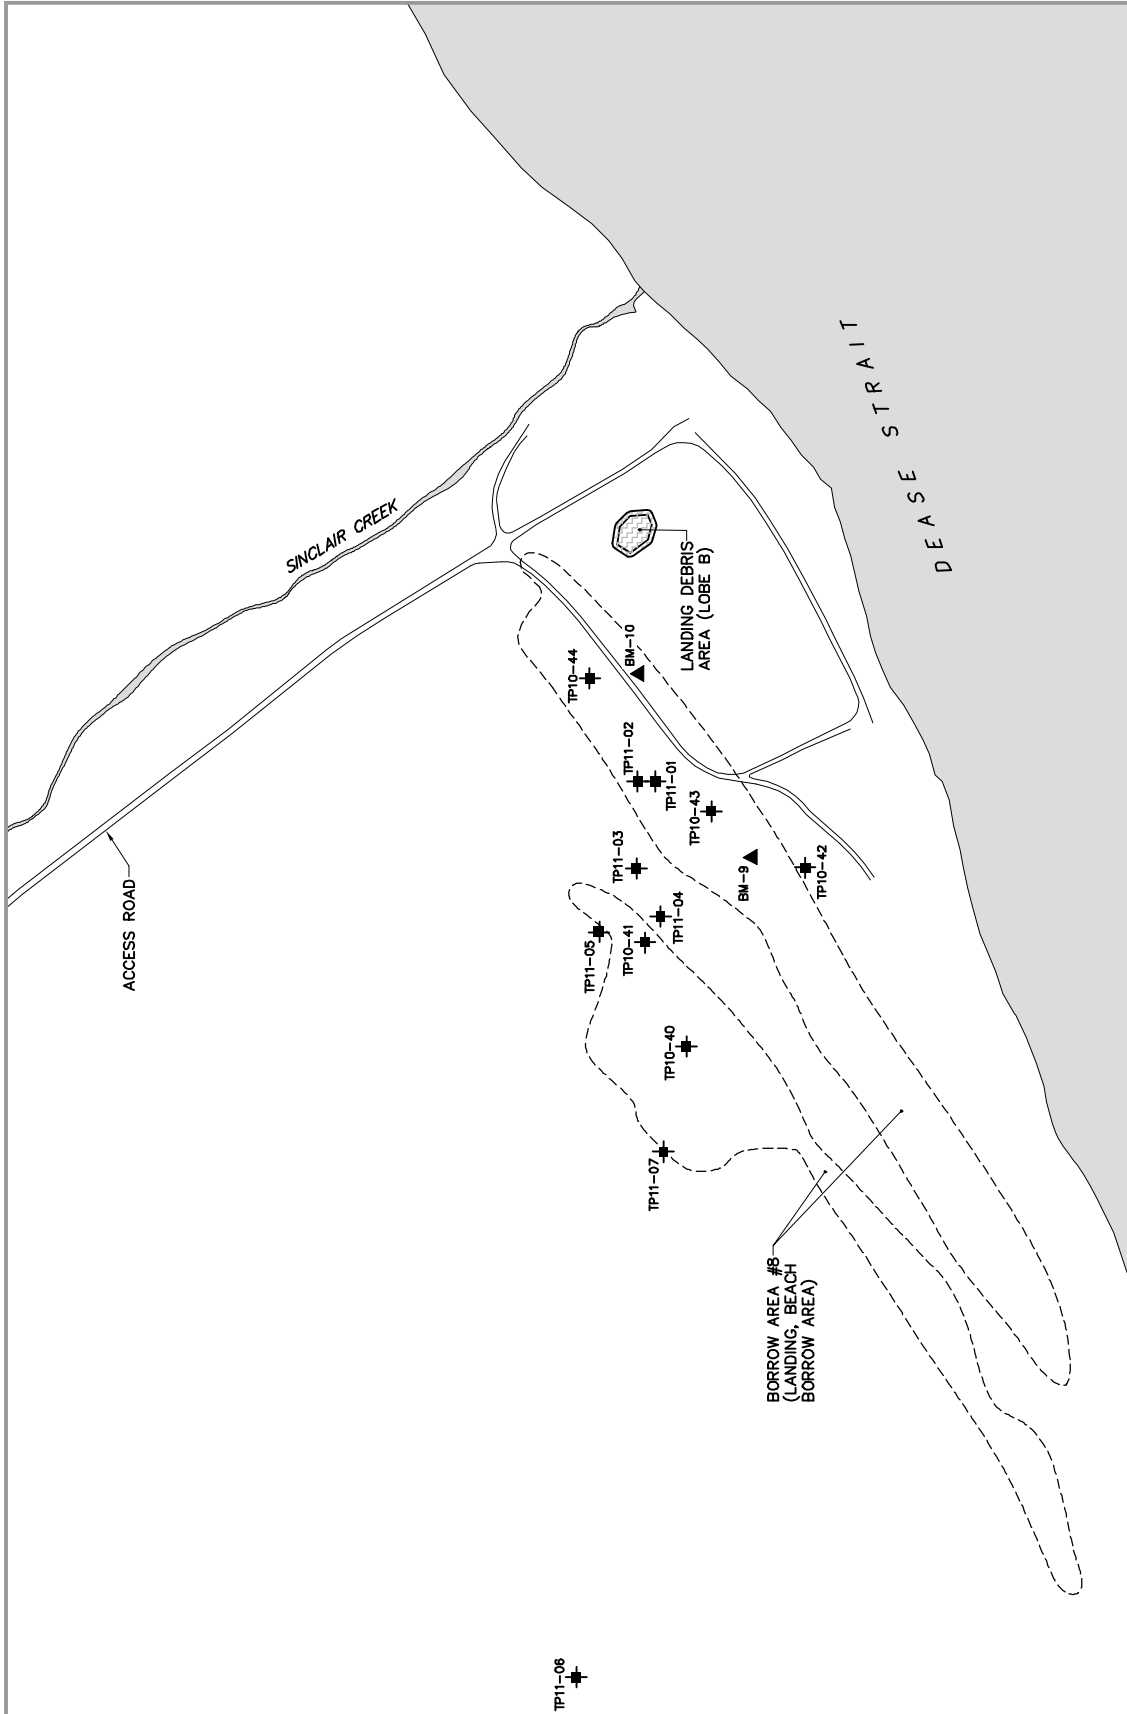 DEASE STRAIT
SINCLAIR CREEK
LANDING DEBRIS
AREA (LOBE B)
BM-10
TP10-44
TP11-02
TP11-01
TP10-43
TP11-03
BM-9
TP10-42
ACCESS ROAD
TP11-04
TP10-41
TP11-05
TP10-40
TP11-07
BORROW AREA #8
(LANDING, BEACH
BORROW AREA)
TP11-06